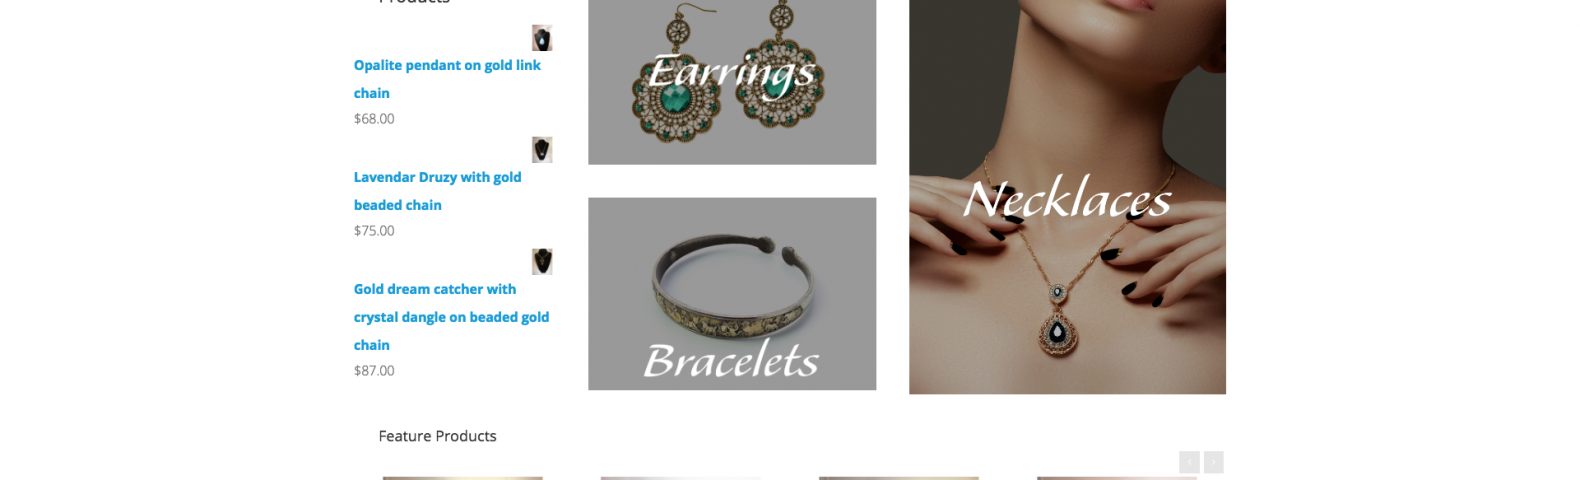 Products
Opalite pendant on gold link
chain
$68.00
Lavendar Druzy with gold
beaded chain
$75.00
Gold dream catcher with
crystal dangle on beaded gold
chain
$87.00
Earrings
Bracelets
Necklaces
Feature Products